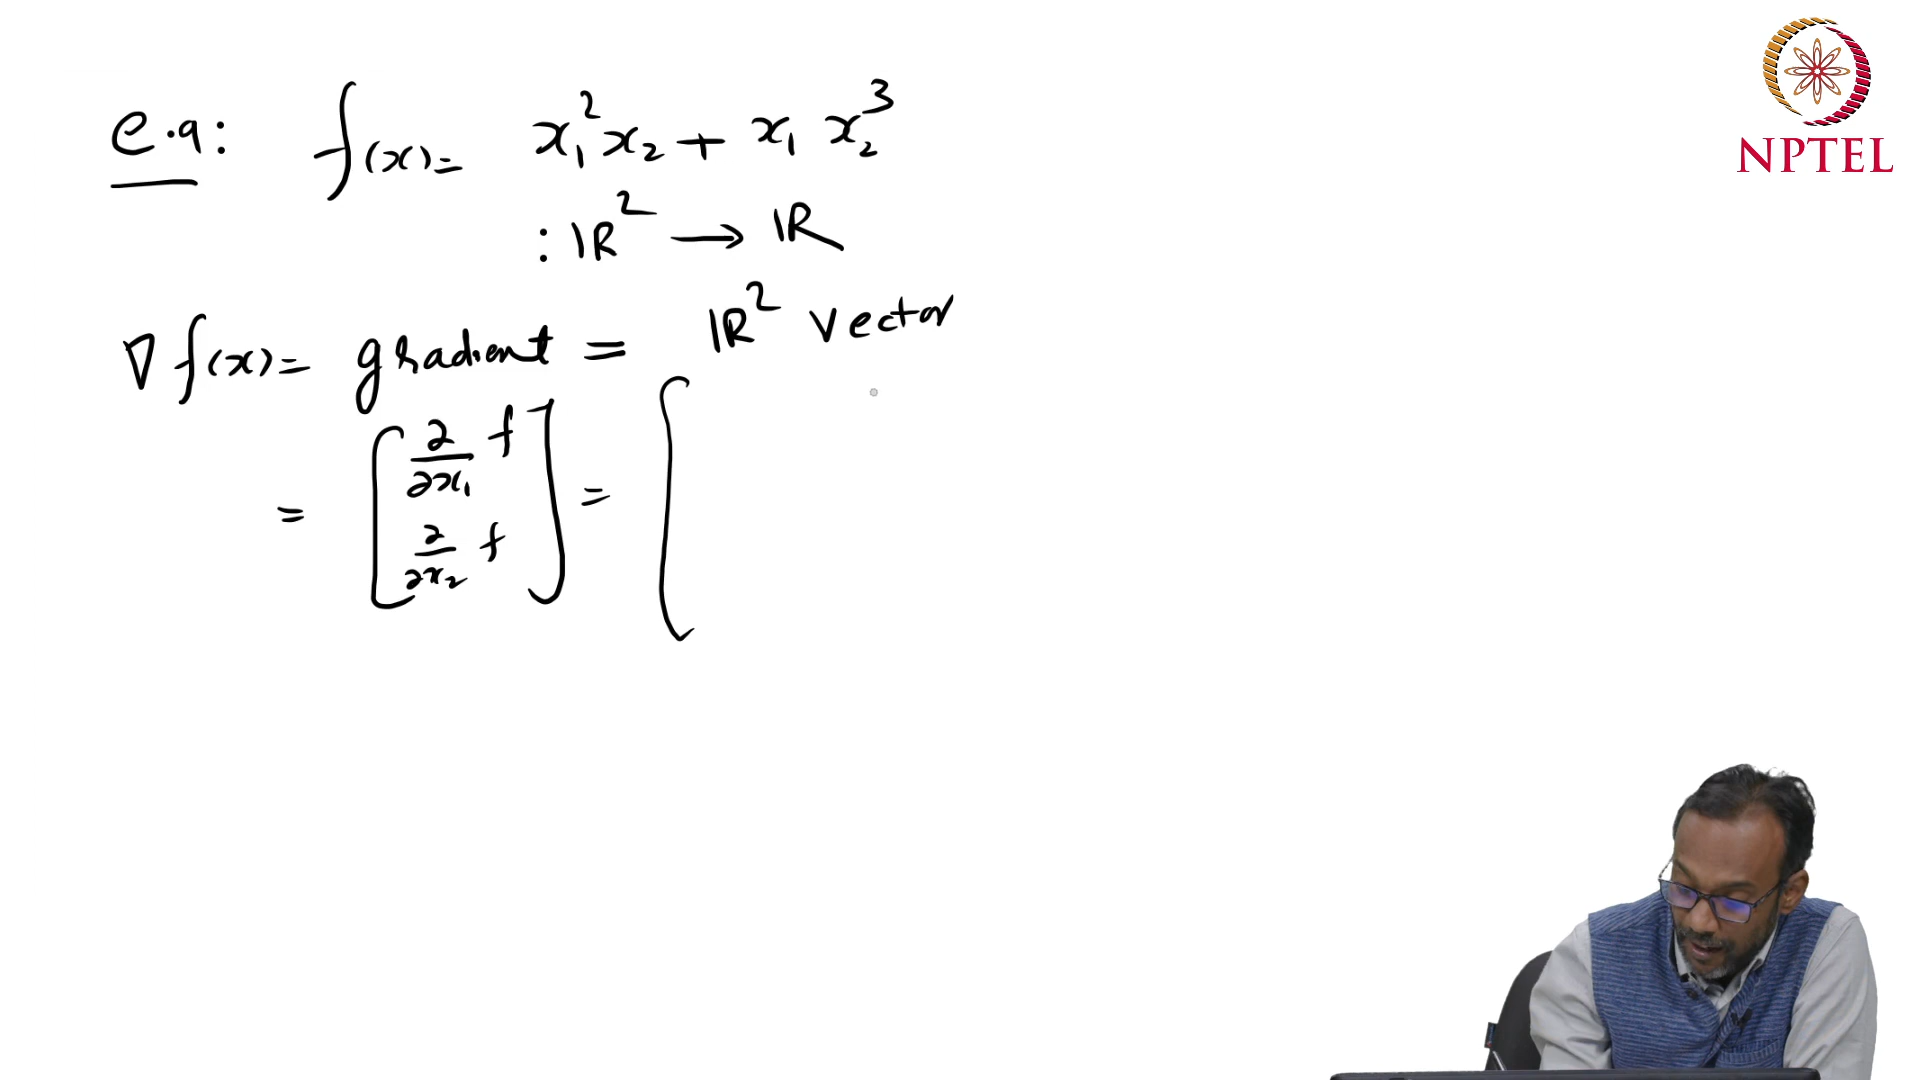 e.g: f(x) = x₁²x₂ + x₁ x₂³
: ℝ² → ℝ
∇f(x) = gradient = ℝ² vector
= [ ∂/∂x₁ f
∂/∂x₂ f ] = [
NPTEL